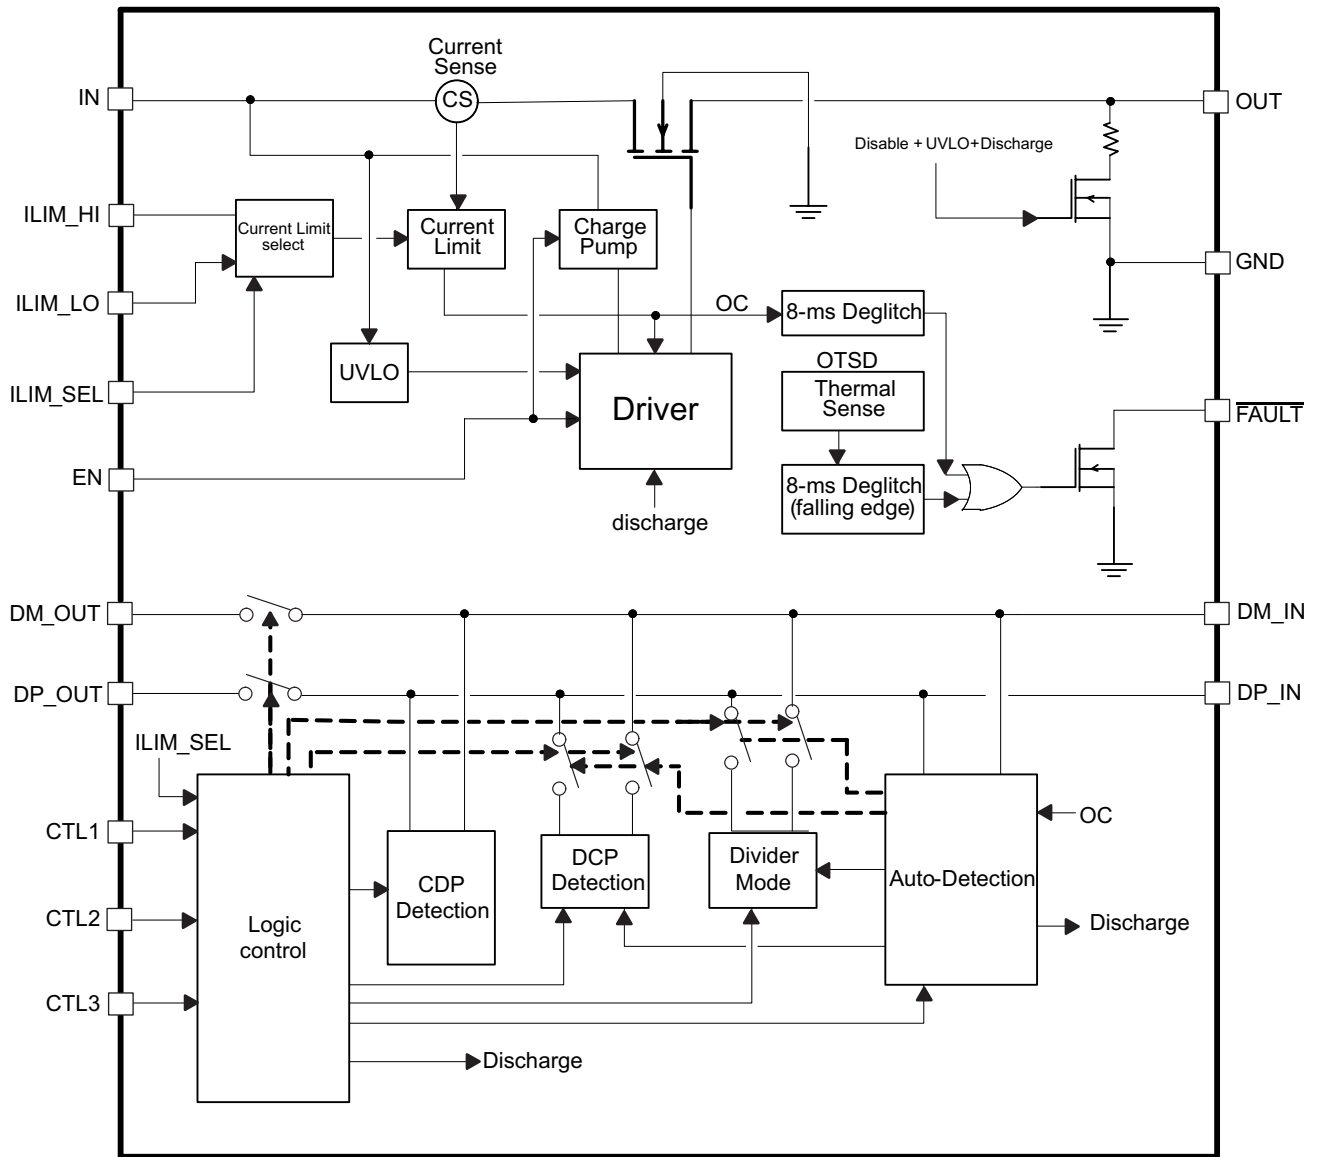 Current
Sense
IN
CS
OUT
Disable + UVLO+Discharge
ILIM_HI
Current Limit
select
Current
Limit
Charge
Pump
GND
ILIM_LO
OC
8-ms Deglitch
OTSD
UVLO
Thermal
Sense
ILIM_SEL
Driver
FAULT
EN
8-ms Deglitch
(falling edge)
discharge
DM_OUT
DM_IN
DP_OUT
DP_IN
ILIM_SEL
CTL1
OC
DCP
Detection
Divider
Mode
Auto-Detection
CDP
Detection
CTL2
Logic
control
Discharge
CTL3
Discharge